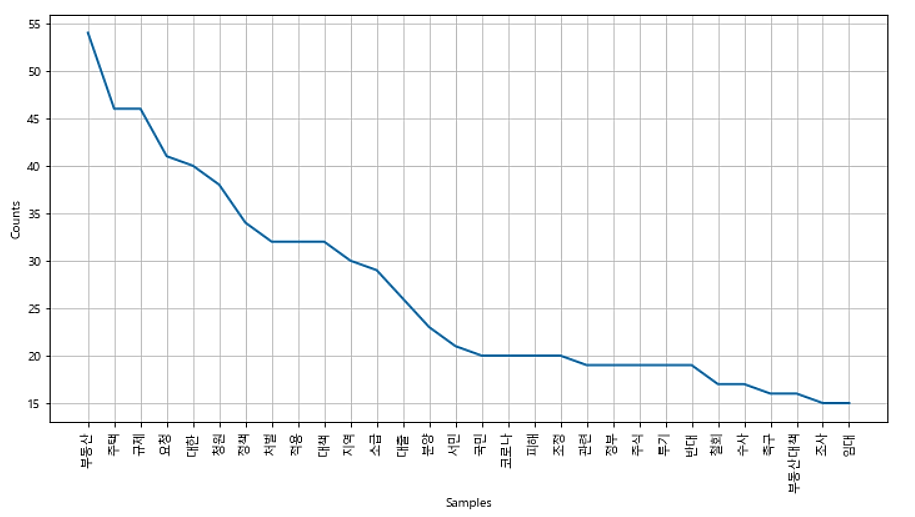 55
50
45
40
35
30
25
20
15
Counts
부동산
주택
규제
요청
대한
청원
정책
처벌
적용
대책
지역
소급
대출
분양
서민
국민
코로나
피해
조정
관련
정부
주식
투기
반대
철회
수사
촉구
부동산대책
조사
임대
Samples